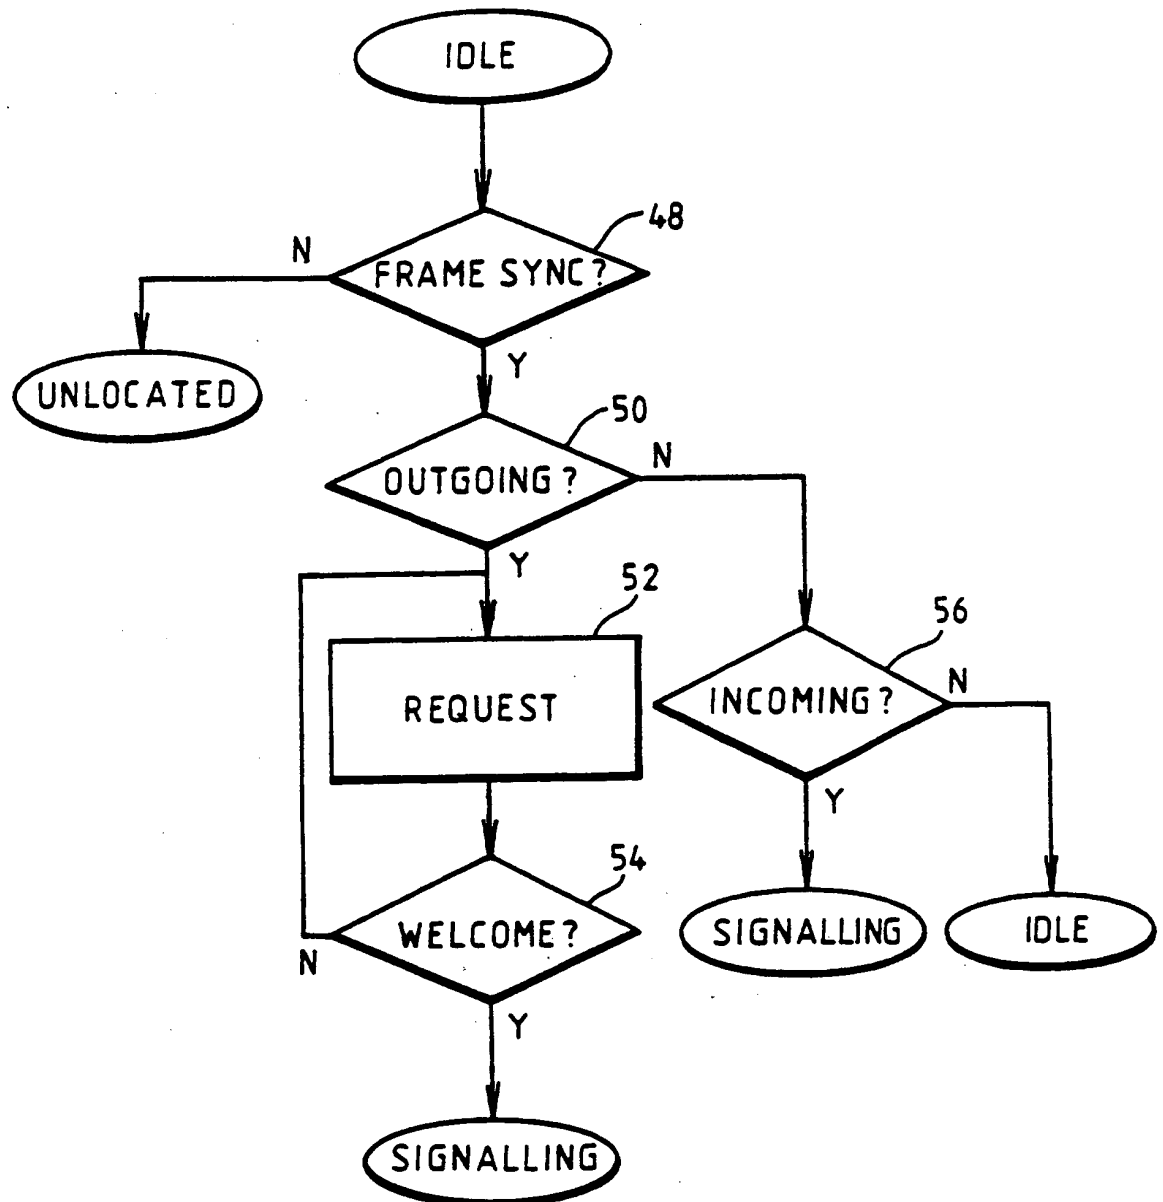 IDLE
48
N
FRAME SYNC?
Y
UNLOCATED
50
N
OUTGOING?
Y
52
56
REQUEST
INCOMING?
N
Y
54
WELCOME?
N
SIGNALLING
IDLE
Y
SIGNALLING